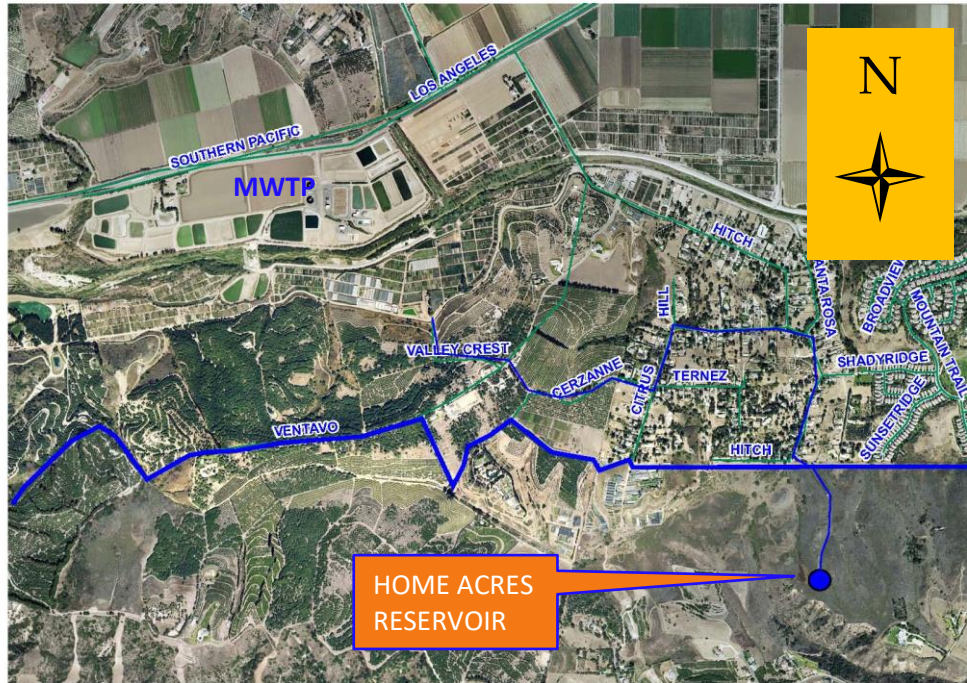 N
LOS ANGELES
SOUTHERN PACIFIC
MWTP
HITCH
ANTA ROSA
BROADVIEW
MOUNTAIN TRAIL
HILL
VALLEY CREST
SHADYRIDGE
CERZANNE
TERNEZ
CITRUS
SUNSETRIDGE
VENTAVO
HITCH
HOME ACRES
RESERVOIR